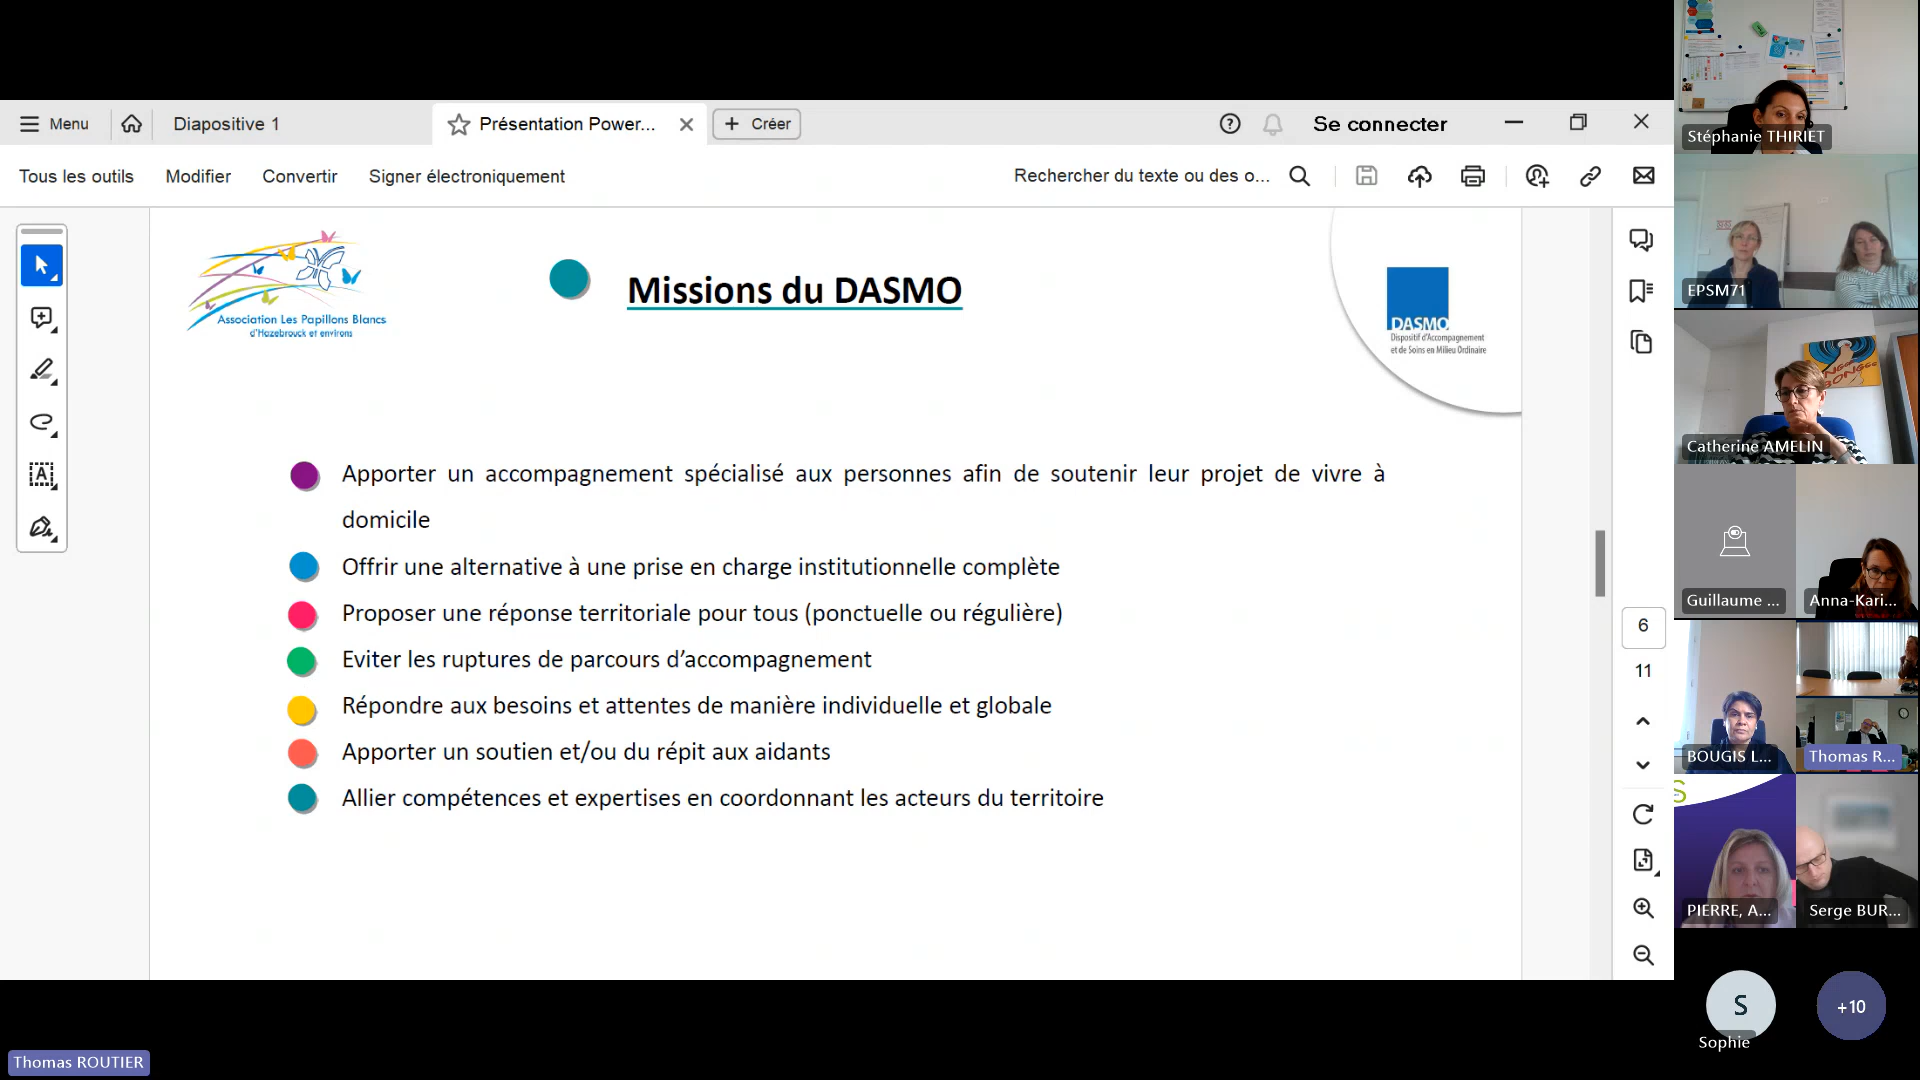 Menu
Diapositive 1
Présentation Power...
Créer
Se connecter
Tous les outils
Modifier
Convertir
Signer électroniquement
Rechercher du texte ou des o...
Association Les Papillons Blancs
d'Hazebrouck et environs
Missions du DASMO
DASMO
Dispositif d'Accompagnement
et de Soins en Milieu Ordinaire
Apporter un accompagnement spécialisé aux personnes afin de soutenir leur projet de vivre à
domicile
Offrir une alternative à une prise en charge institutionnelle complète
Proposer une réponse territoriale pour tous (ponctuelle ou régulière)
Eviter les ruptures de parcours d’accompagnement
Répondre aux besoins et attentes de manière individuelle et globale
Apporter un soutien et/ou du répit aux aidants
Allier compétences et expertises en coordonnant les acteurs du territoire
6
11
Stéphanie THIRIET
EPSM71
Catherine AMELIN
Guillaume ...
Anna-Kari...
BOUGIS L...
Thomas R...
PIERRE, A...
Serge BUR...
S
Sophie
+10
Thomas ROUTIER